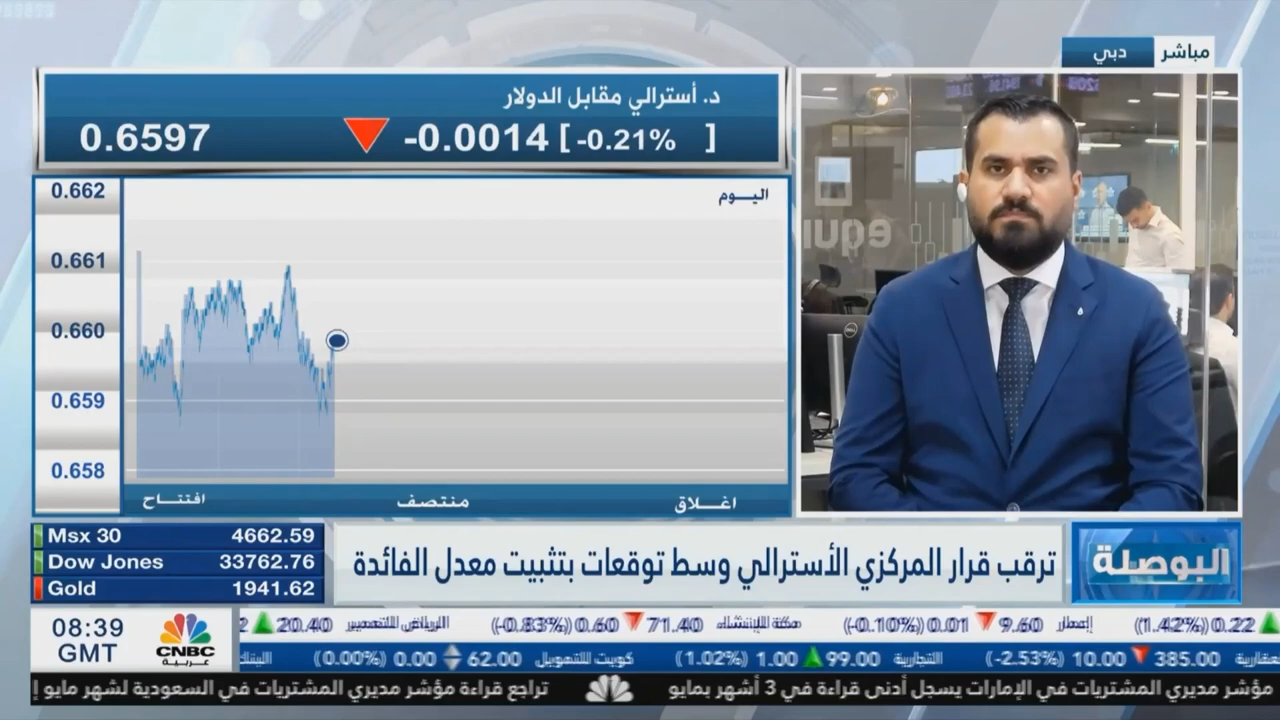 مباشر دبي
د. أسترالي مقابل الدولار
0.6597 -0.0014 [ -0.21% ]
اليوم
0.662
0.661
0.660
0.659
0.658
افتتاح منتصف اغلاق
equi
DELL
البوصلة
ترقب قرار المركزي الأسترالي وسط توقعات بتثبيت معدل الفائدة
Msx 30 4662.59
Dow Jones 33762.76
Gold 1941.62
08:39
GMT
CNBC
عربية
(1.42%) 0.22 إعمار 9.60 0.01 (-0.10%) مكة للإنشاء 71.40 0.60 (-0.83%) الرياض للتعمير 20.40
385.00 10.00 (-2.53%) التجارية 99.00 1.00 (1.02%) كويت للتمويل 62.00 0.00 (0.00%)
مؤشر مديري المشتريات في الإمارات يسجل أدنى قراءة في 3 أشهر بمايو تراجع قراءة مؤشر مديري المشتريات في السعودية لشهر مايو